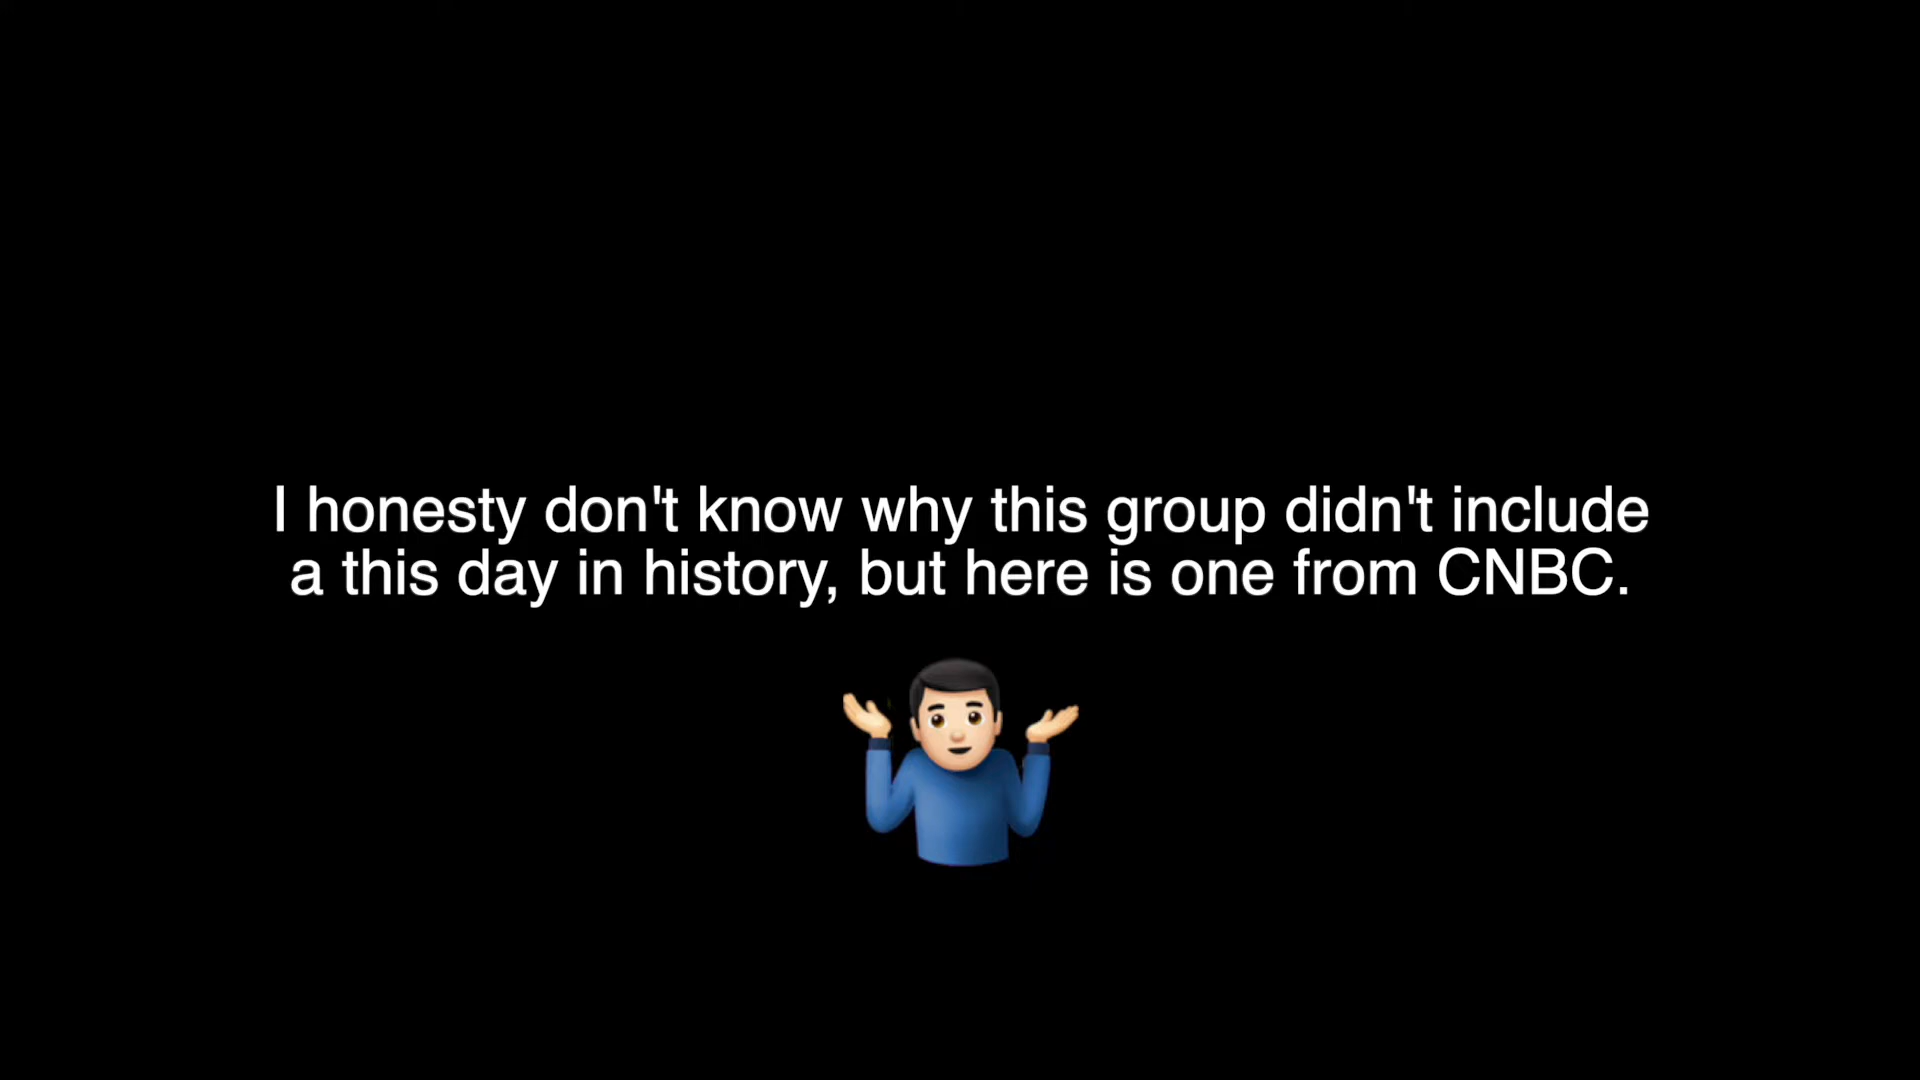 I honesty don't know why this group didn't include
a this day in history, but here is one from CNBC.